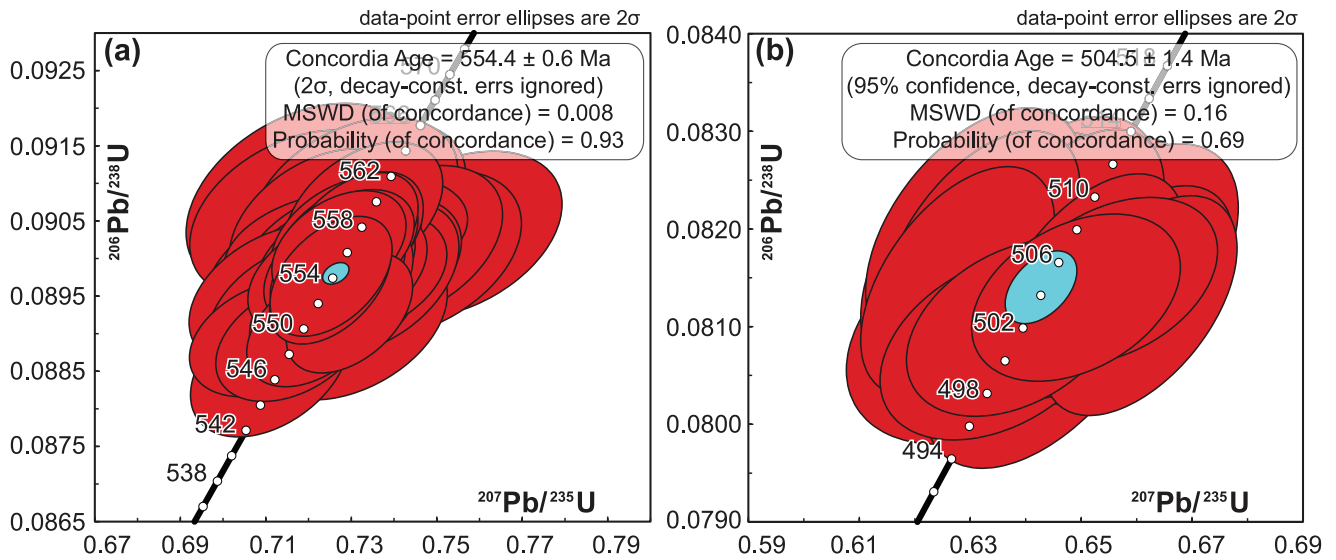 data-point error ellipses are 2σ
(a)
Concordia Age = 554.4 ± 0.6 Ma
(2σ, decay-const. errs ignored)
MSWD (of concordance) = 0.008
Probability (of concordance) = 0.93
570
562
558
554
550
546
542
538
²⁰⁶Pb/²³⁸U
²⁰⁷Pb/²³⁵U
0.0925
0.0915
0.0905
0.0895
0.0885
0.0875
0.0865
0.67
0.69
0.71
0.73
0.75
0.77
data-point error ellipses are 2σ
(b)
Concordia Age = 504.5 ± 1.4 Ma
(95% confidence, decay-const. errs ignored)
MSWD (of concordance) = 0.16
Probability (of concordance) = 0.69
510
506
502
498
494
²⁰⁶Pb/²³⁸U
²⁰⁷Pb/²³⁵U
0.0840
0.0830
0.0820
0.0810
0.0800
0.0790
0.59
0.61
0.63
0.65
0.67
0.69